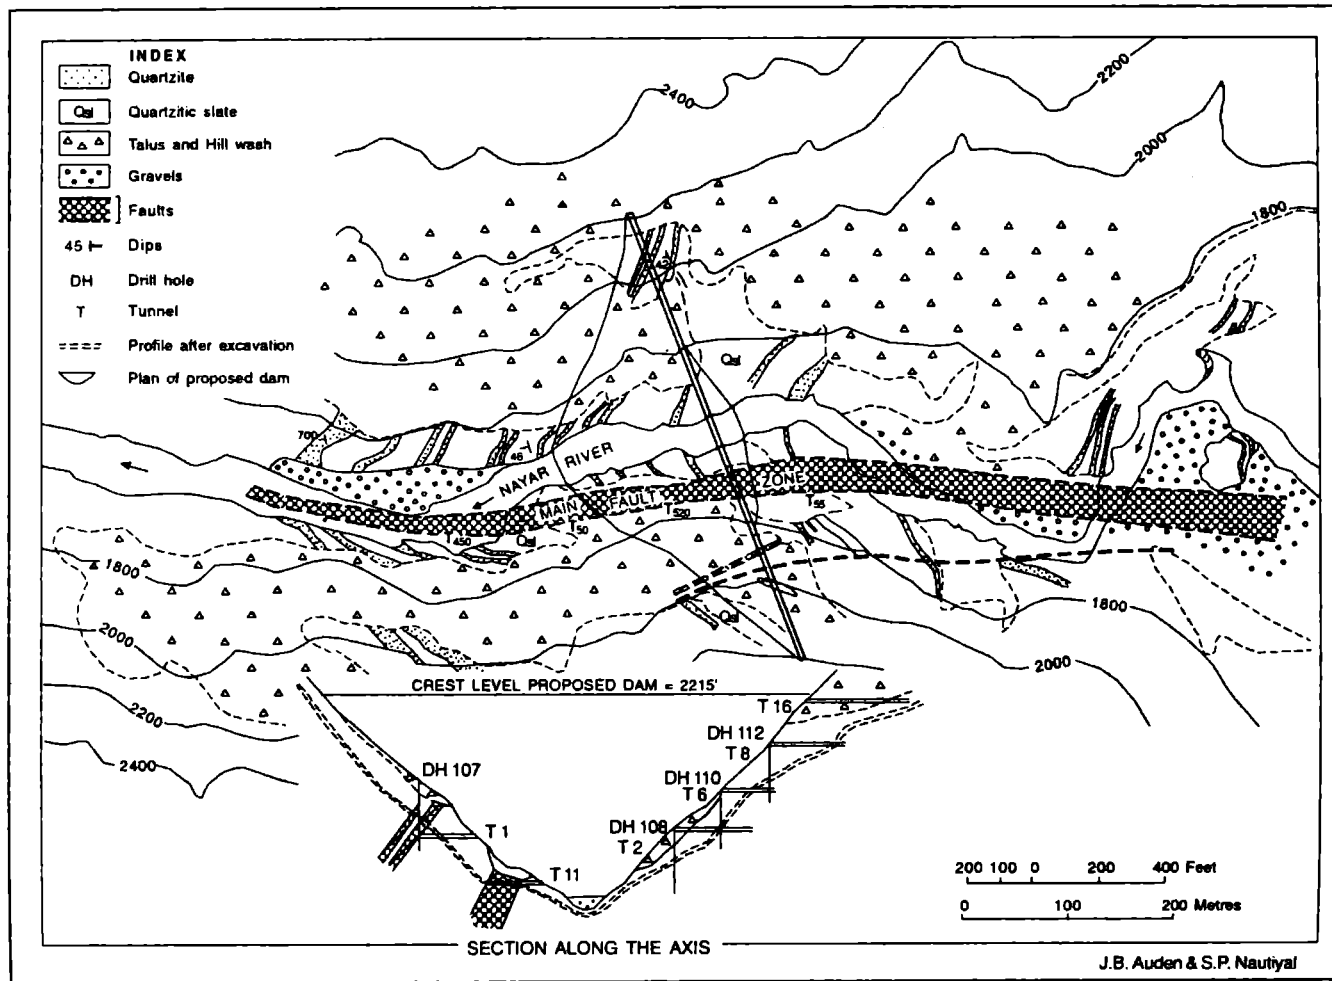 INDEX
Quartzite
Qsl Quartzitic slate
Talus and Hill wash
Gravels
Faults
45 Dips
DH Drill hole
T Tunnel
Profile after excavation
Plan of proposed dam
2400
2200
2000
1800
42
Qsl
700
46
NAYAR RIVER
MAIN FAULT ZONE
T450
Qsl
T50
T520
T55
1800
2000
2200
2400
Qsl
1800
2000
CREST LEVEL PROPOSED DAM = 2215'
T 16
DH 112
T 8
DH 107
DH 110
T 6
T 1
DH 108
T 2
T 11
200 100 0 200 400 Feet
0 100 200 Metres
SECTION ALONG THE AXIS
J.B. Auden & S.P. Nautiyal